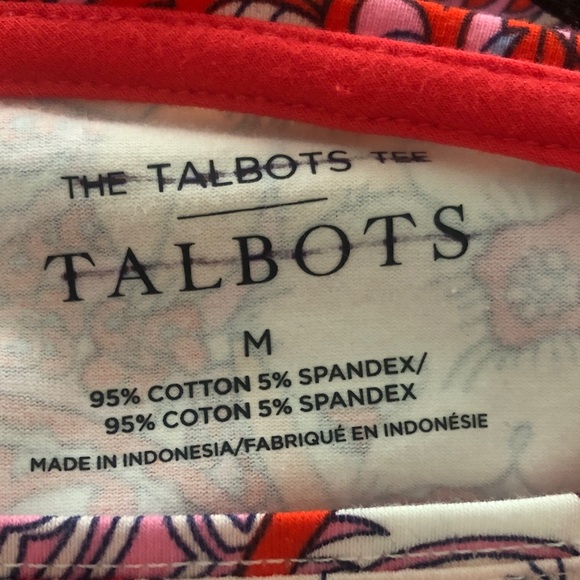 THE TALBOTS TEE
TALBOTS
M
95% COTTON 5% SPANDEX/
95% COTON 5% SPANDEX
MADE IN INDONESIA/FABRIQUÉ EN INDONÉSIE